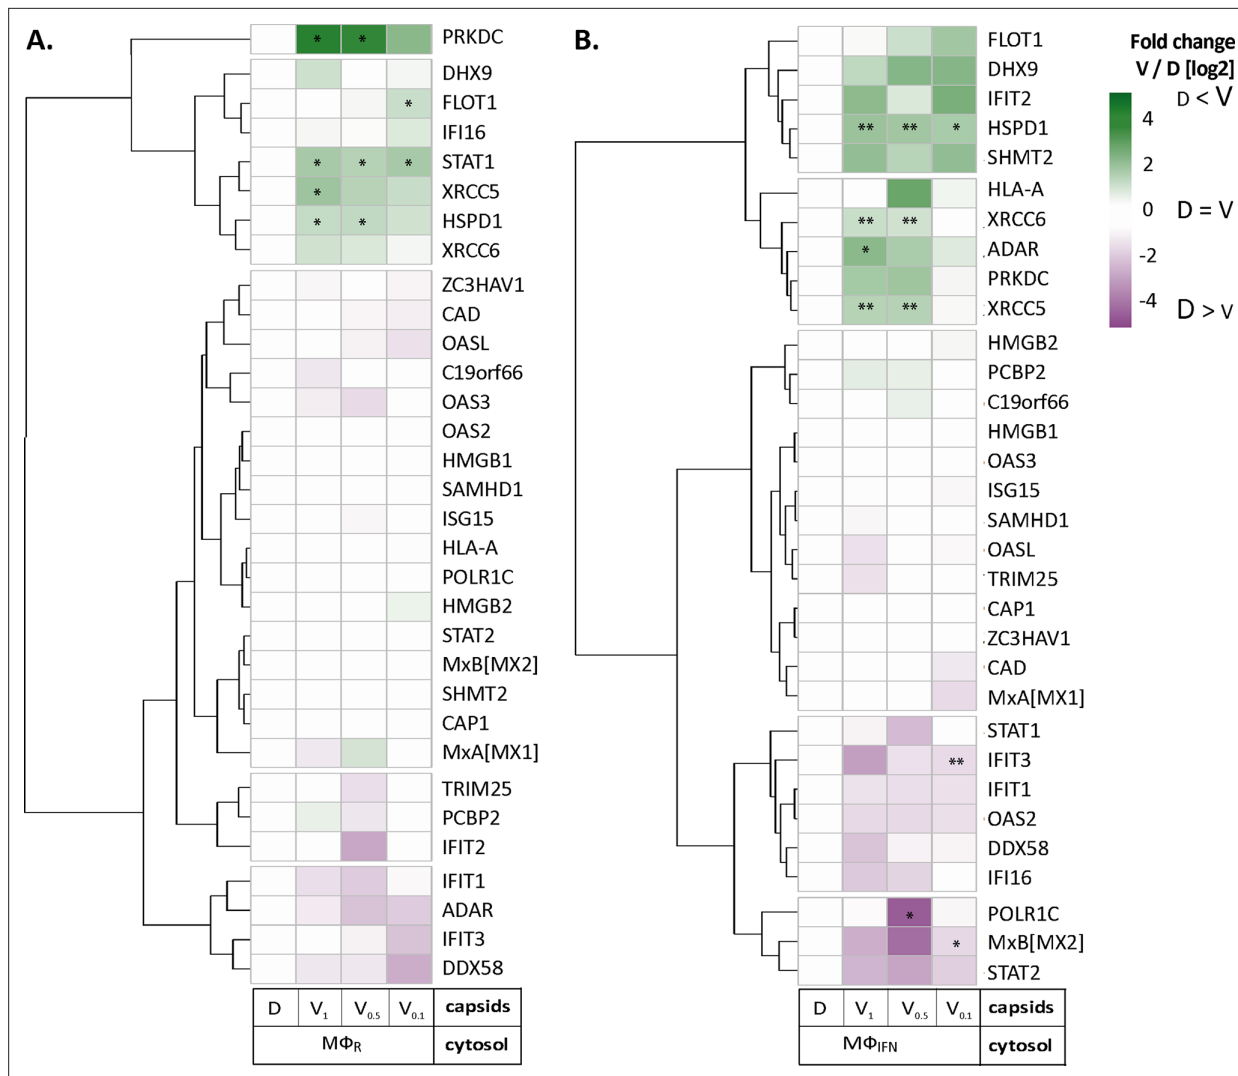 A.
PRKDC * *
DHX9
FLOT1 *
IFI16
STAT1 * * *
XRCC5 *
HSPD1 * *
XRCC6
ZC3HAV1
CAD
OASL
C19orf66
OAS3
OAS2
HMGB1
SAMHD1
ISG15
HLA-A
POLR1C
HMGB2
STAT2
MxB[MX2]
SHMT2
CAP1
MxA[MX1]
TRIM25
PCBP2
IFIT2
IFIT1
ADAR
IFIT3
DDX58
D V1 V0.5 V0.1 capsids
MΦR cytosol
B.
FLOT1
DHX9
IFIT2
** ** * HSPD1
SHMT2
HLA-A
** ** XRCC6
* ADAR
PRKDC
** ** XRCC5
HMGB2
PCBP2
C19orf66
HMGB1
OAS3
ISG15
SAMHD1
OASL
TRIM25
CAP1
ZC3HAV1
CAD
MxA[MX1]
STAT1
** IFIT3
IFIT1
OAS2
DDX58
IFI16
* POLR1C
* MxB[MX2]
STAT2
D V1 V0.5 V0.1 capsids
MΦIFN cytosol
Fold change
V / D [log2]
D < V
4
2
0 D = V
-2
-4 D > V